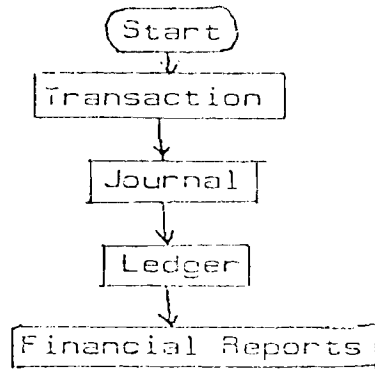 Start
Transaction
Journal
Ledger
Financial Reports